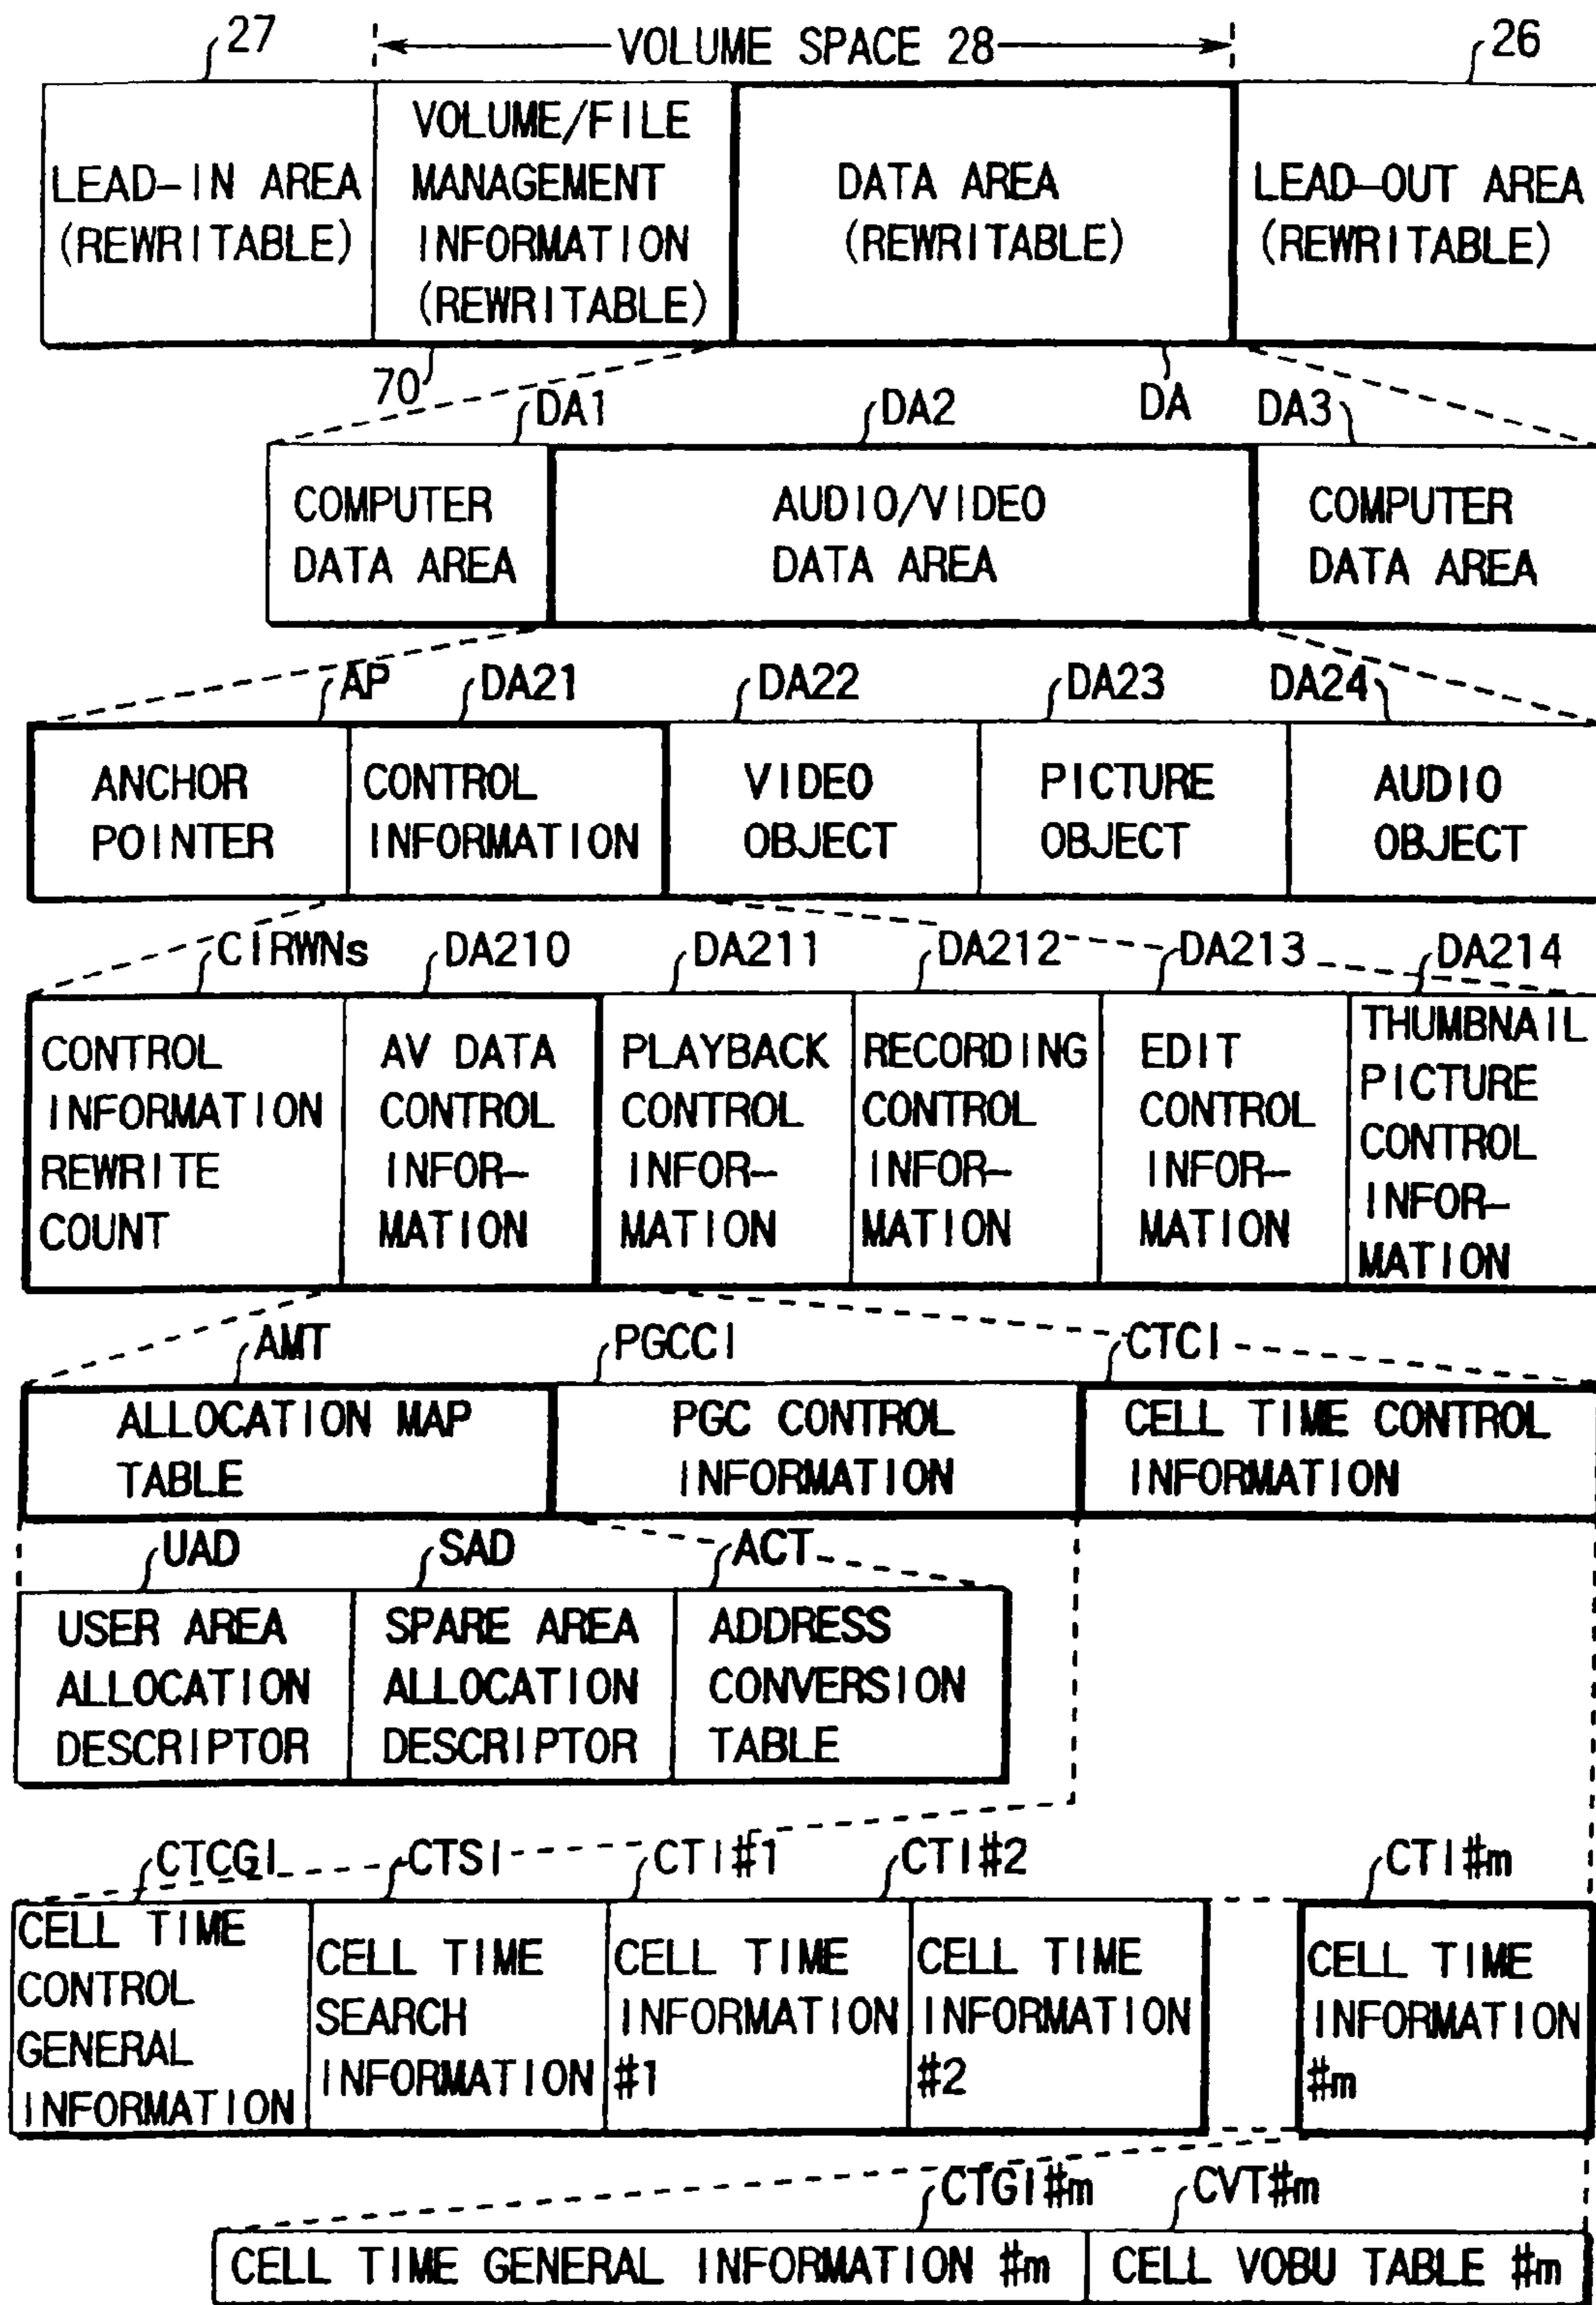 27
VOLUME SPACE 28
26
LEAD-IN AREA
(REWRITABLE)
VOLUME/FILE
MANAGEMENT
INFORMATION
(REWRITABLE)
DATA AREA
(REWRITABLE)
LEAD-OUT AREA
(REWRITABLE)
70
DA
DA1
DA2
DA3
COMPUTER
DATA AREA
AUDIO/VIDEO
DATA AREA
COMPUTER
DATA AREA
AP
DA21
DA22
DA23
DA24
ANCHOR
POINTER
CONTROL
INFORMATION
VIDEO
OBJECT
PICTURE
OBJECT
AUDIO
OBJECT
CIRWNs
DA210
DA211
DA212
DA213
DA214
CONTROL
INFORMATION
REWRITE
COUNT
AV DATA
CONTROL
INFOR-
MATION
PLAYBACK
CONTROL
INFOR-
MATION
RECORDING
CONTROL
INFOR-
MATION
EDIT
CONTROL
INFOR-
MATION
THUMBNAIL
PICTURE
CONTROL
INFOR-
MATION
AMT
PGCCI
CTCI
ALLOCATION MAP
TABLE
PGC CONTROL
INFORMATION
CELL TIME CONTROL
INFORMATION
UAD
SAD
ACT
USER AREA
ALLOCATION
DESCRIPTOR
SPARE AREA
ALLOCATION
DESCRIPTOR
ADDRESS
CONVERSION
TABLE
CTCGI
CTSI
CTI#1
CTI#2
CTI#m
CELL TIME
CONTROL
GENERAL
INFORMATION
CELL TIME
SEARCH
INFORMATION
CELL TIME
INFORMATION
#1
CELL TIME
INFORMATION
#2
CELL TIME
INFORMATION
#m
CTGI#m
CVT#m
CELL TIME GENERAL INFORMATION #m
CELL VOBU TABLE #m